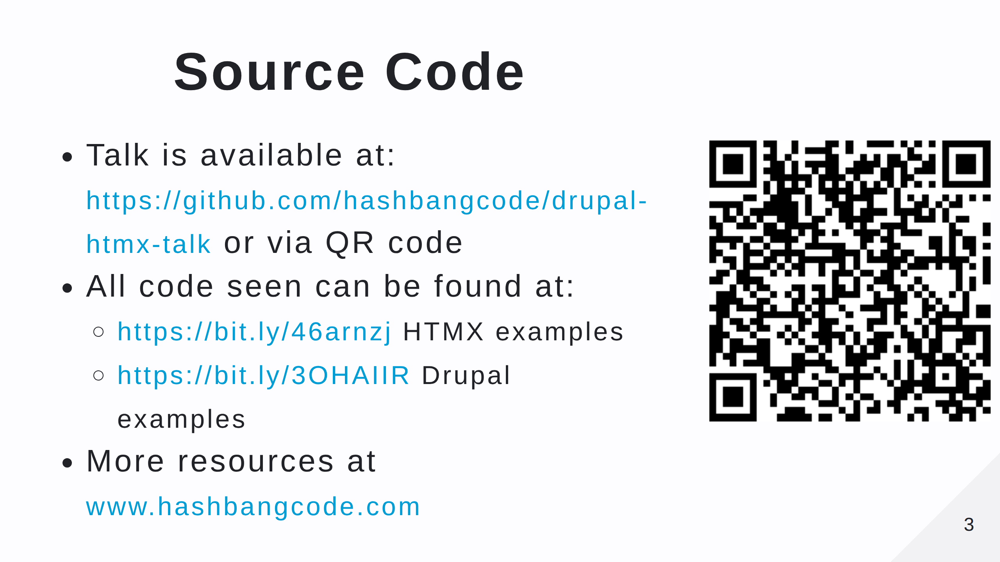 Source Code
• Talk is available at:
https://github.com/hashbangcode/drupal-
htmx-talk or via QR code
• All code seen can be found at:
○ https://bit.ly/46arnzj HTMX examples
○ https://bit.ly/3OHAIIR Drupal
examples
• More resources at
www.hashbangcode.com
3